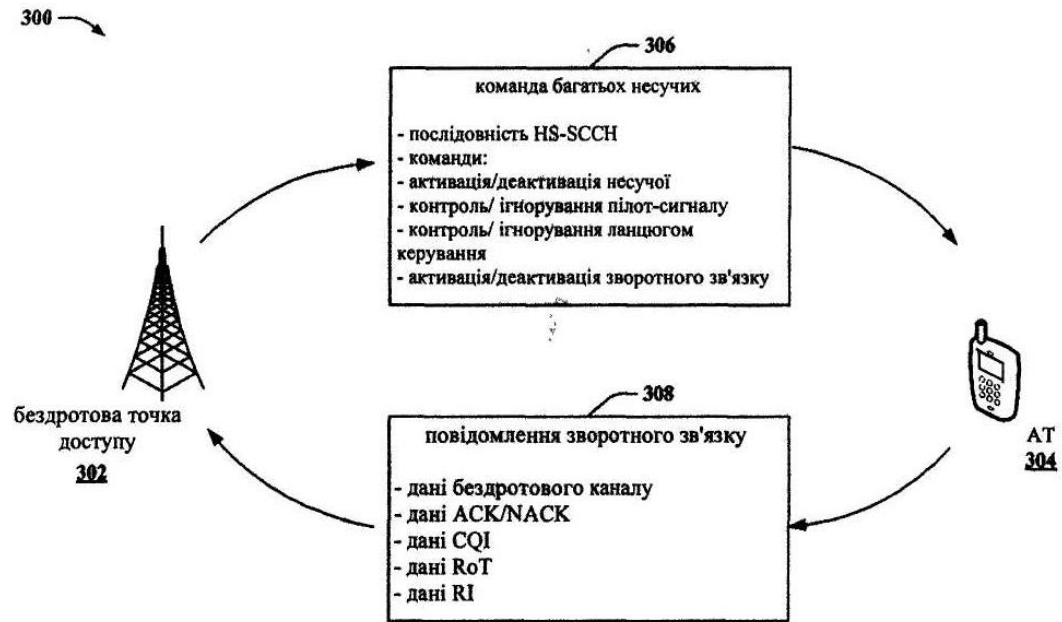 300
306
команда багатьох несучих
- послідовність HS-SCCH
- команди:
- активація/деактивація несучої
- контроль/ ігнорування пілот-сигналу
- контроль/ ігнорування ланцюгом
керування
- активація/деактивація зворотного зв'язку
бездротова точка
доступу
302
AT
304
308
повідомлення зворотного зв'язку
- дані бездротового каналу
- дані ACK/NACK
- дані CQI
- дані RoT
- дані RI